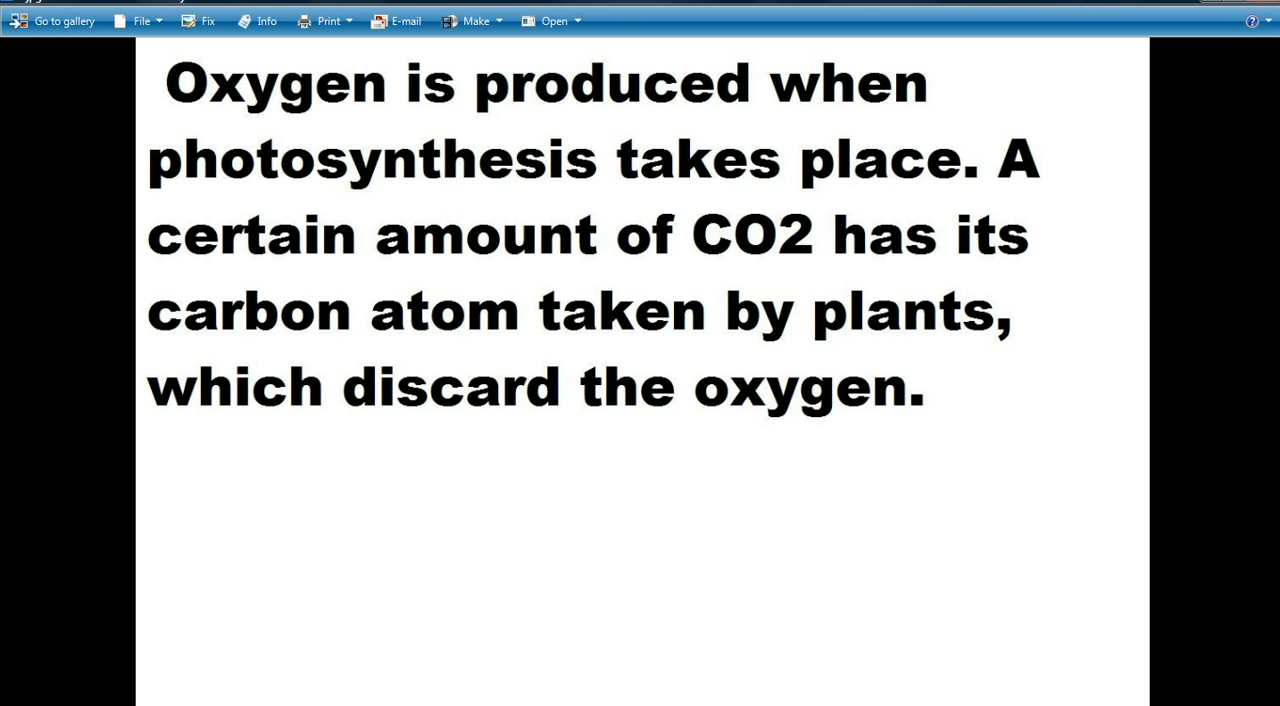 Go to gallery File Fix Info Print E-mail Make Open
Oxygen is produced when
photosynthesis takes place. A
certain amount of CO2 has its
carbon atom taken by plants,
which discard the oxygen.